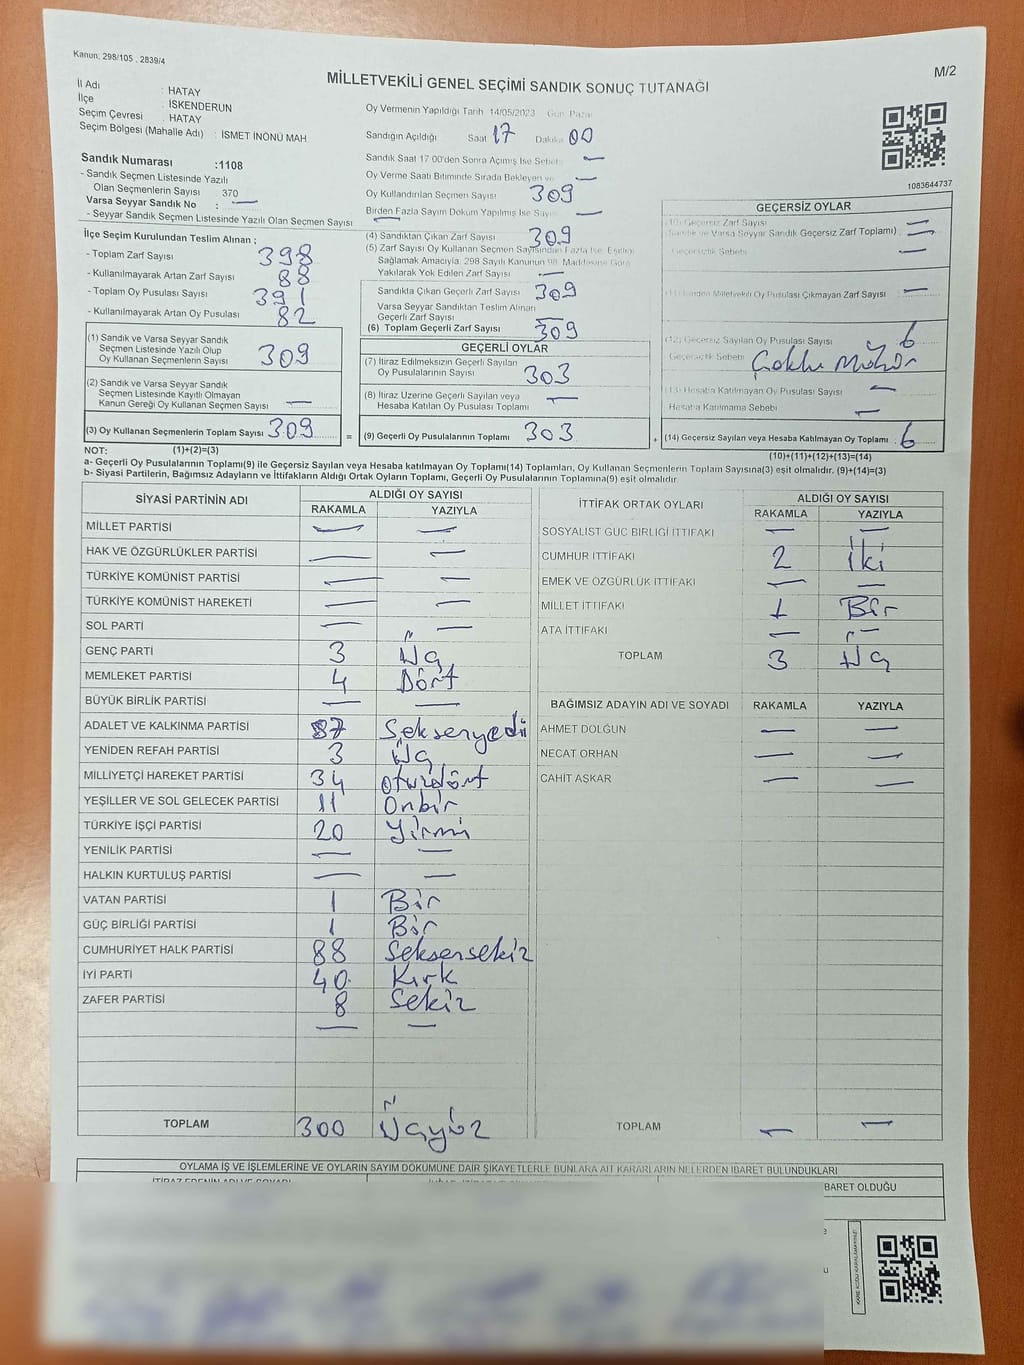 Kanun, 298/105 , 2839/4
M/2
MİLLETVEKİLİ GENEL SEÇİMİ SANDIK SONUÇ TUTANAĞI
İl Adı : HATAY
İlçe : İSKENDERUN
Seçim Çevresi : HATAY
Seçim Bölgesi (Mahalle Adı) : İSMET İNÖNÜ MAH
Sandık Numarası :1108
- Sandık Seçmen Listesinde Yazılı
Olan Seçmenlerin Sayısı : 370
Varsa Seyyar Sandık No : —
- Seyyar Sandık Seçmen Listesinde Yazılı Olan Seçmen Sayısı —
Oy Vermenin Yapıldığı Tarih 14/05/2023 Gün Pazar
Sandığın Açıldığı Saat 17 Dakika 00
Sandık Saat 17 00'den Sonra Açmış İse Sebebi —
Oy Verme Saati Bitiminde Sırada Bekleyen —
Oy Kullandırılan Seçmen Sayısı 309
Birden Fazla Sayım Döküm Yapılmış İse Sayısı —
1083644737
İlçe Seçim Kurulundan Teslim Alınan ;
- Toplam Zarf Sayısı 398
- Kullanılmayarak Artan Zarf Sayısı 88
- Toplam Oy Pusulası Sayısı 391
- Kullanılmayarak Artan Oy Pusulası 82
(1) Sandık ve Varsa Seyyar Sandık
Seçmen Listesinde Yazılı Olup
Oy Kullanan Seçmenlerin Sayısı 309
(2) Sandık ve Varsa Seyyar Sandık
Seçmen Listesinde Kayıtlı Olmayan
Kanun Gereği Oy Kullanan Seçmen Sayısı —
(3) Oy Kullanan Seçmenlerin Toplam Sayısı 309
(4) Sandıktan Çıkan Zarf Sayısı 309
(5) Zarf Sayısı Oy Kullanan Seçmen Sayısından Fazla İse, Eşitliği
Sağlamak Amacıyla, 298 Sayılı Kanunun 98. Maddesine Göre
Yakılarak Yok Edilen Zarf Sayısı —
Sandıkta Çıkan Geçerli Zarf Sayısı 309
Varsa Seyyar Sandıktan Teslim Alınan
Geçerli Zarf Sayısı —
(6) Toplam Geçerli Zarf Sayısı 309
GEÇERLİ OYLAR
(7) İtiraz Edilmeksizin Geçerli Sayılan
Oy Pusulalarının Sayısı 303
(8) İtiraz Üzerine Geçerli Sayılan veya
Hesaba Katılan Oy Pusulası Toplamı —
= (9) Geçerli Oy Pusulalarının Toplamı 303
GEÇERSİZ OYLAR
(10) Geçersiz Zarf Sayısı —
(Sandık ve Varsa Seyyar Sandık Geçersiz Zarf Toplamı) —
Geçersizlik Sebebi —
(11) İçinden Milletvekili Oy Pusulası Çıkmayan Zarf Sayısı —
(12) Geçersiz Sayılan Oy Pusulası Sayısı 6
Geçersizlik Sebebi Çoklu Mühür
(13) Hesaba Katılmayan Oy Pusulası Sayısı —
Hesaba Katılmama Sebebi —
+ (14) Geçersiz Sayılan veya Hesaba Katılmayan Oy Toplamı 6
NOT: (1)+(2)=(3)
(10)+(11)+(12)+(13)=(14)
a- Geçerli Oy Pusulalarının Toplamı(9) ile Geçersiz Sayılan veya Hesaba katılmayan Oy Toplamı(14) Toplamları, Oy Kullanan Seçmenlerin Toplam Sayısına(3) eşit olmalıdır. (9)+(14)=(3)
b- Siyasi Partilerin, Bağımsız Adayların ve İttifakların Aldığı Ortak Oyların Toplamı, Geçerli Oy Pusulalarının Toplamına(9) eşit olmalıdır
SİYASİ PARTİNİN ADI ALDIĞI OY SAYISI
RAKAMLA YAZIYLA
MİLLET PARTİSİ — —
HAK VE ÖZGÜRLÜKLER PARTİSİ — —
TÜRKİYE KOMÜNİST PARTİSİ — —
TÜRKİYE KOMÜNİST HAREKETİ — —
SOL PARTİ — —
GENÇ PARTİ 3 Üç
MEMLEKET PARTİSİ 4 Dört
BÜYÜK BİRLİK PARTİSİ — —
ADALET VE KALKINMA PARTİSİ 87 Seksenyedi
YENİDEN REFAH PARTİSİ 3 Üç
MİLLİYETÇİ HAREKET PARTİSİ 34 otuzdört
YEŞİLLER VE SOL GELECEK PARTİSİ 11 Onbir
TÜRKİYE İŞÇİ PARTİSİ 20 Yirmi
YENİLİK PARTİSİ — —
HALKIN KURTULUŞ PARTİSİ — —
VATAN PARTİSİ 1 Bir
GÜÇ BİRLİĞİ PARTİSİ 1 Bir
CUMHURİYET HALK PARTİSİ 88 Seksensekiz
İYİ PARTİ 40 Kırk
ZAFER PARTİSİ 8 Sekiz
— —
TOPLAM 300 Üçyüz
İTTİFAK ORTAK OYLARI ALDIĞI OY SAYISI
RAKAMLA YAZIYLA
SOSYALİST GÜÇ BİRLİĞİ İTTİFAKI — —
CUMHUR İTTİFAKI 2 İki
EMEK VE ÖZGÜRLÜK İTTİFAKI — —
MİLLET İTTİFAKI 1 Bir
ATA İTTİFAKI — —
TOPLAM 3 Üç
BAĞIMSIZ ADAYIN ADI VE SOYADI RAKAMLA YAZIYLA
AHMET DOLĞUN — —
NECAT ORHAN — —
CAHİT AŞKAR — —
TOPLAM — —
OYLAMA İŞ VE İŞLEMLERİNE VE OYLARIN SAYIM DÖKÜMÜNE DAİR ŞİKAYETLERLE BUNLARA AİT KARARLARIN NELERDEN İBARET BULUNDUKLARI
İTİRAZ EDENİN ADI VE SOYADI
BARET OLDUĞU